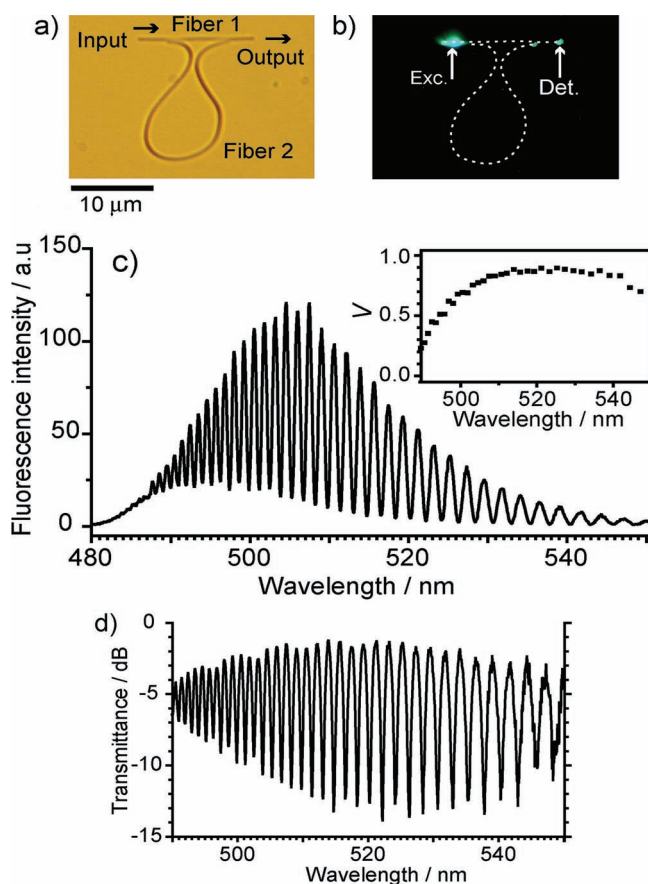 a)
Fiber 1
Input
Output
Fiber 2
10 μm
b)
Exc.
Det.
c)
Fluorescence intensity / a.u
150
100
50
0
480
500
520
540
Wavelength / nm
V
1.0
0.5
0.0
500
520
540
Wavelength / nm
d)
Transmittance / dB
0
-5
-10
-15
500
520
540
Wavelength / nm